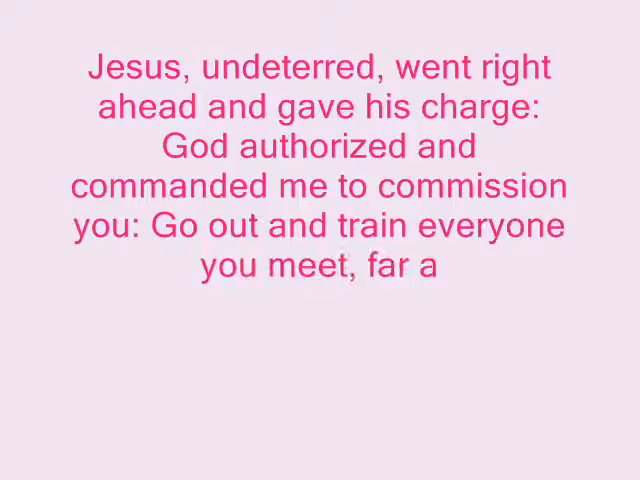 Jesus, undeterred, went right
ahead and gave his charge:
God authorized and
commanded me to commission
you: Go out and train everyone
you meet, far a